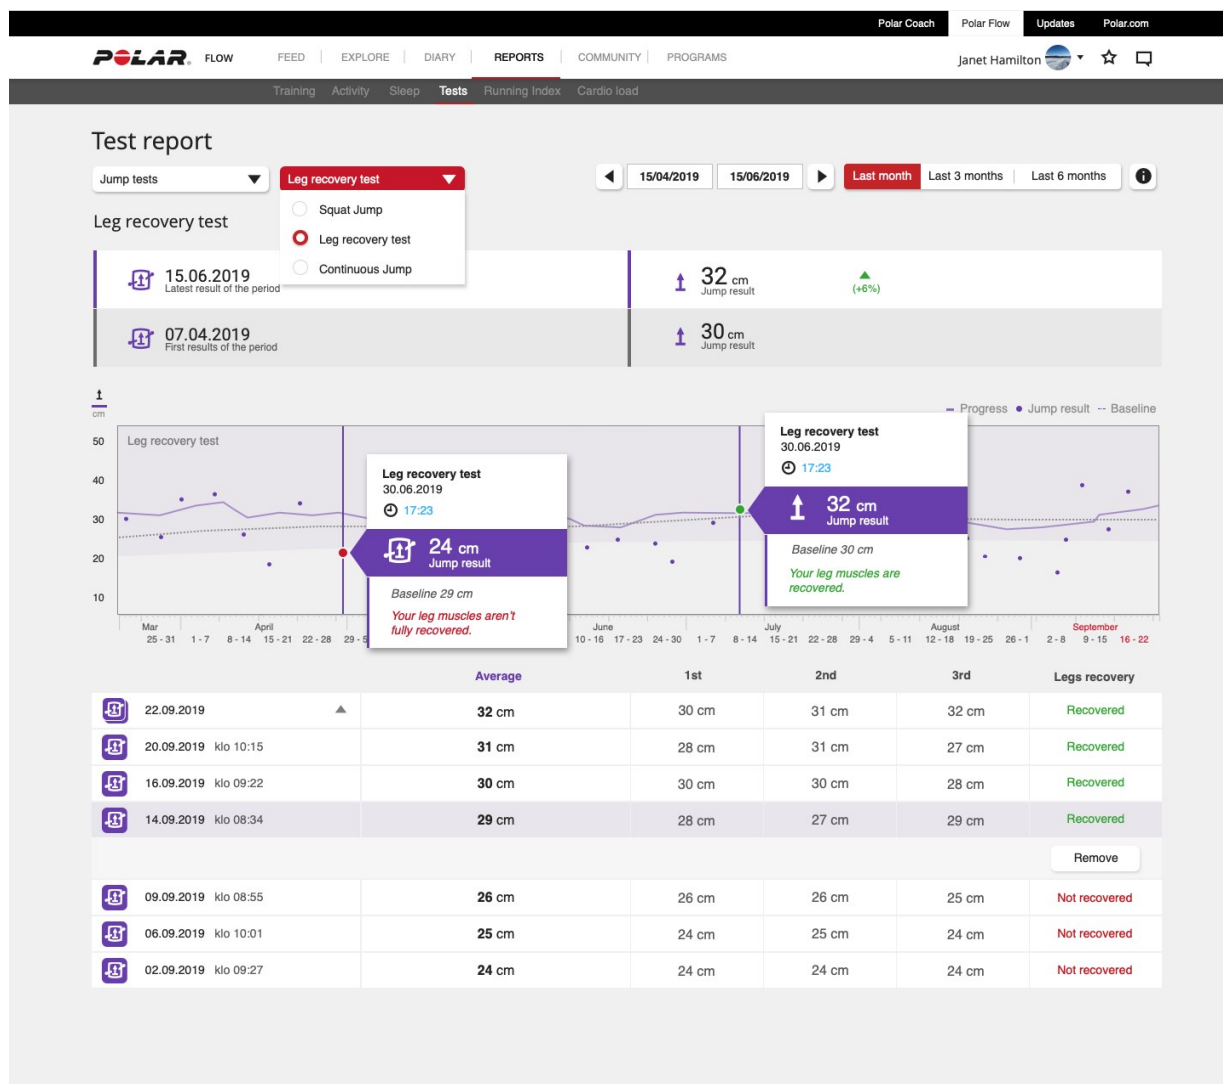 Polar Coach Polar Flow Updates Polar.com
POLAR. FLOW FEED EXPLORE DIARY REPORTS COMMUNITY PROGRAMS Janet Hamilton
Training Activity Sleep Tests Running Index Cardio load
Test report
Jump tests Leg recovery test 15/04/2019 15/06/2019 Last month Last 3 months Last 6 months
Squat Jump
Leg recovery test
Leg recovery test
Continuous Jump
15.06.2019 32 cm
Latest result of the period Jump result (+6%)
07.04.2019 30 cm
First results of the period Jump result
cm
Progress Jump result Baseline
50 Leg recovery test
40
30
20
10
Leg recovery test
30.06.2019
17:23
24 cm
Jump result
Baseline 29 cm
Your leg muscles aren't
fully recovered.
Leg recovery test
30.06.2019
17:23
32 cm
Jump result
Baseline 30 cm
Your leg muscles are
recovered.
Mar April June July August September
25 - 31 1 - 7 8 - 14 15 - 21 22 - 28 29 - 5 10 - 16 17 - 23 24 - 30 1 - 7 8 - 14 15 - 21 22 - 28 29 - 4 5 - 11 12 - 18 19 - 25 26 - 1 2 - 8 9 - 15 16 - 22
Average 1st 2nd 3rd Legs recovery
22.09.2019 32 cm 30 cm 31 cm 32 cm Recovered
20.09.2019 klo 10:15 31 cm 28 cm 31 cm 27 cm Recovered
16.09.2019 klo 09:22 30 cm 30 cm 30 cm 28 cm Recovered
14.09.2019 klo 08:34 29 cm 28 cm 27 cm 29 cm Recovered
Remove
09.09.2019 klo 08:55 26 cm 26 cm 26 cm 25 cm Not recovered
06.09.2019 klo 10:01 25 cm 24 cm 25 cm 24 cm Not recovered
02.09.2019 klo 09:27 24 cm 24 cm 24 cm 24 cm Not recovered